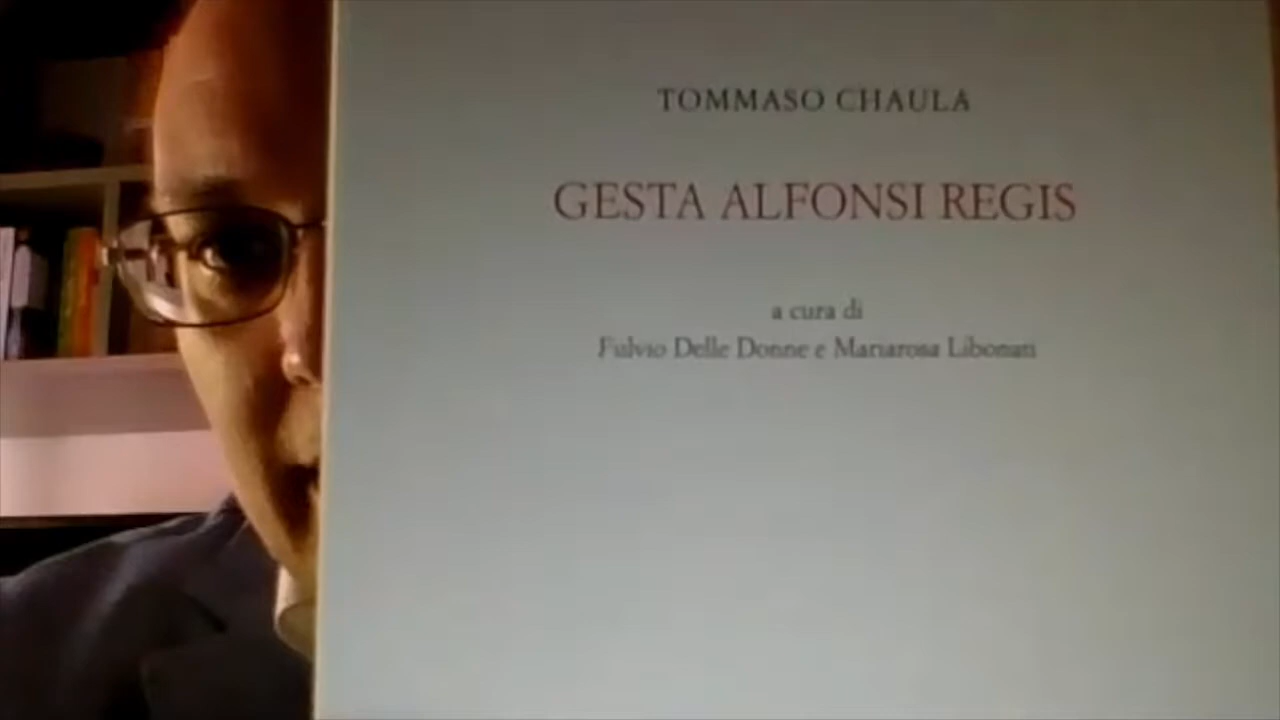 TOMMASO CHAULA
GESTA ALFONSI REGIS
a cura di
Fulvio Delle Donne e Mariarosa Libonati